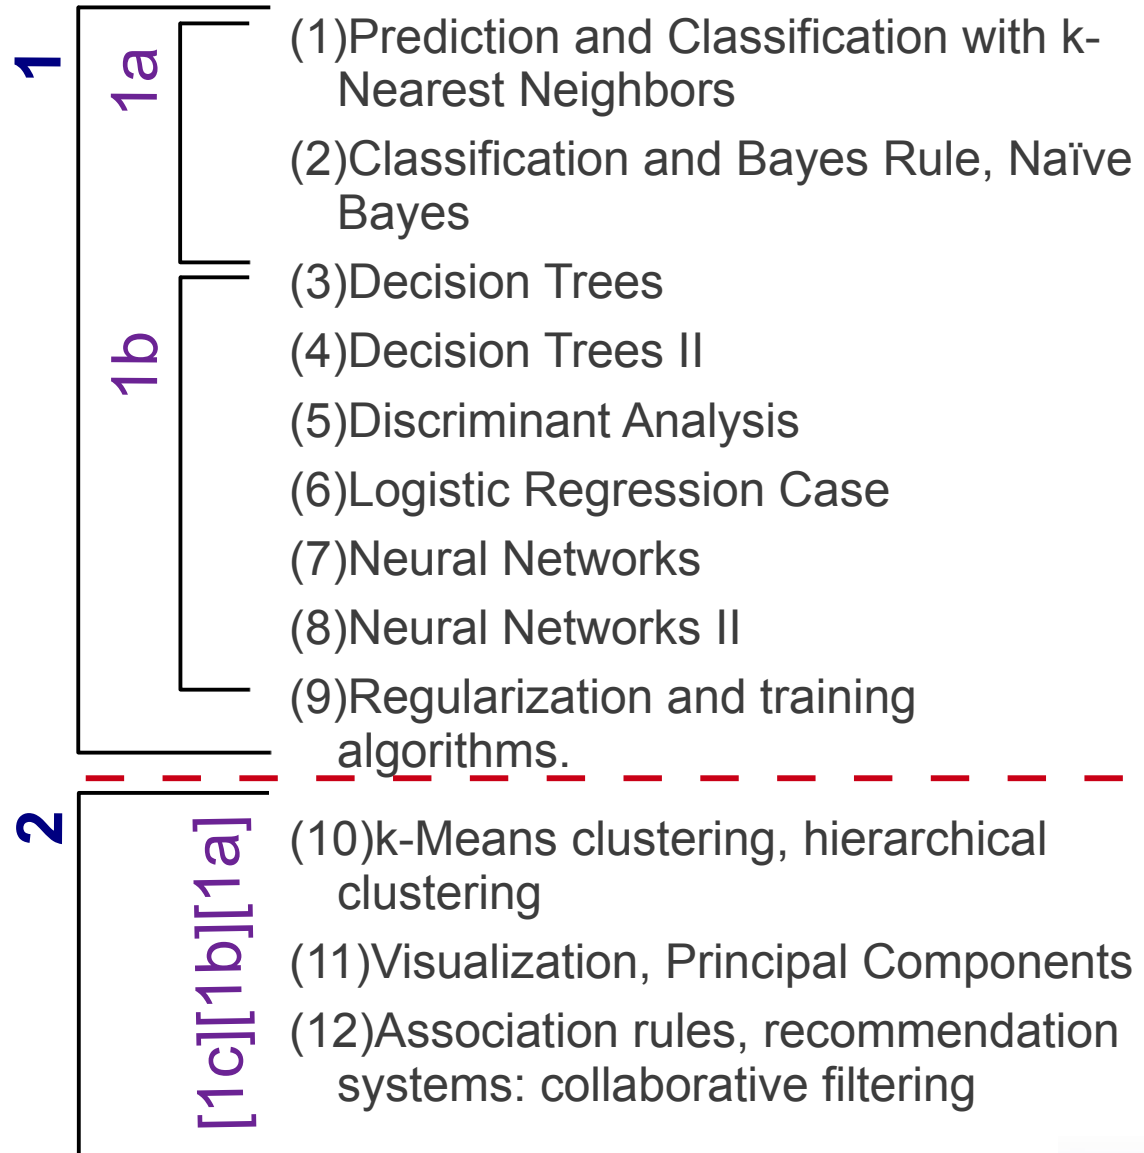 1
1a
(1)Prediction and Classification with k-
Nearest Neighbors
(2)Classification and Bayes Rule, Naïve
Bayes
1b
(3)Decision Trees
(4)Decision Trees II
(5)Discriminant Analysis
(6)Logistic Regression Case
(7)Neural Networks
(8)Neural Networks II
(9)Regularization and training
algorithms.
2
[1c][1b][1a]
(10)k-Means clustering, hierarchical
clustering
(11)Visualization, Principal Components
(12)Association rules, recommendation
systems: collaborative filtering